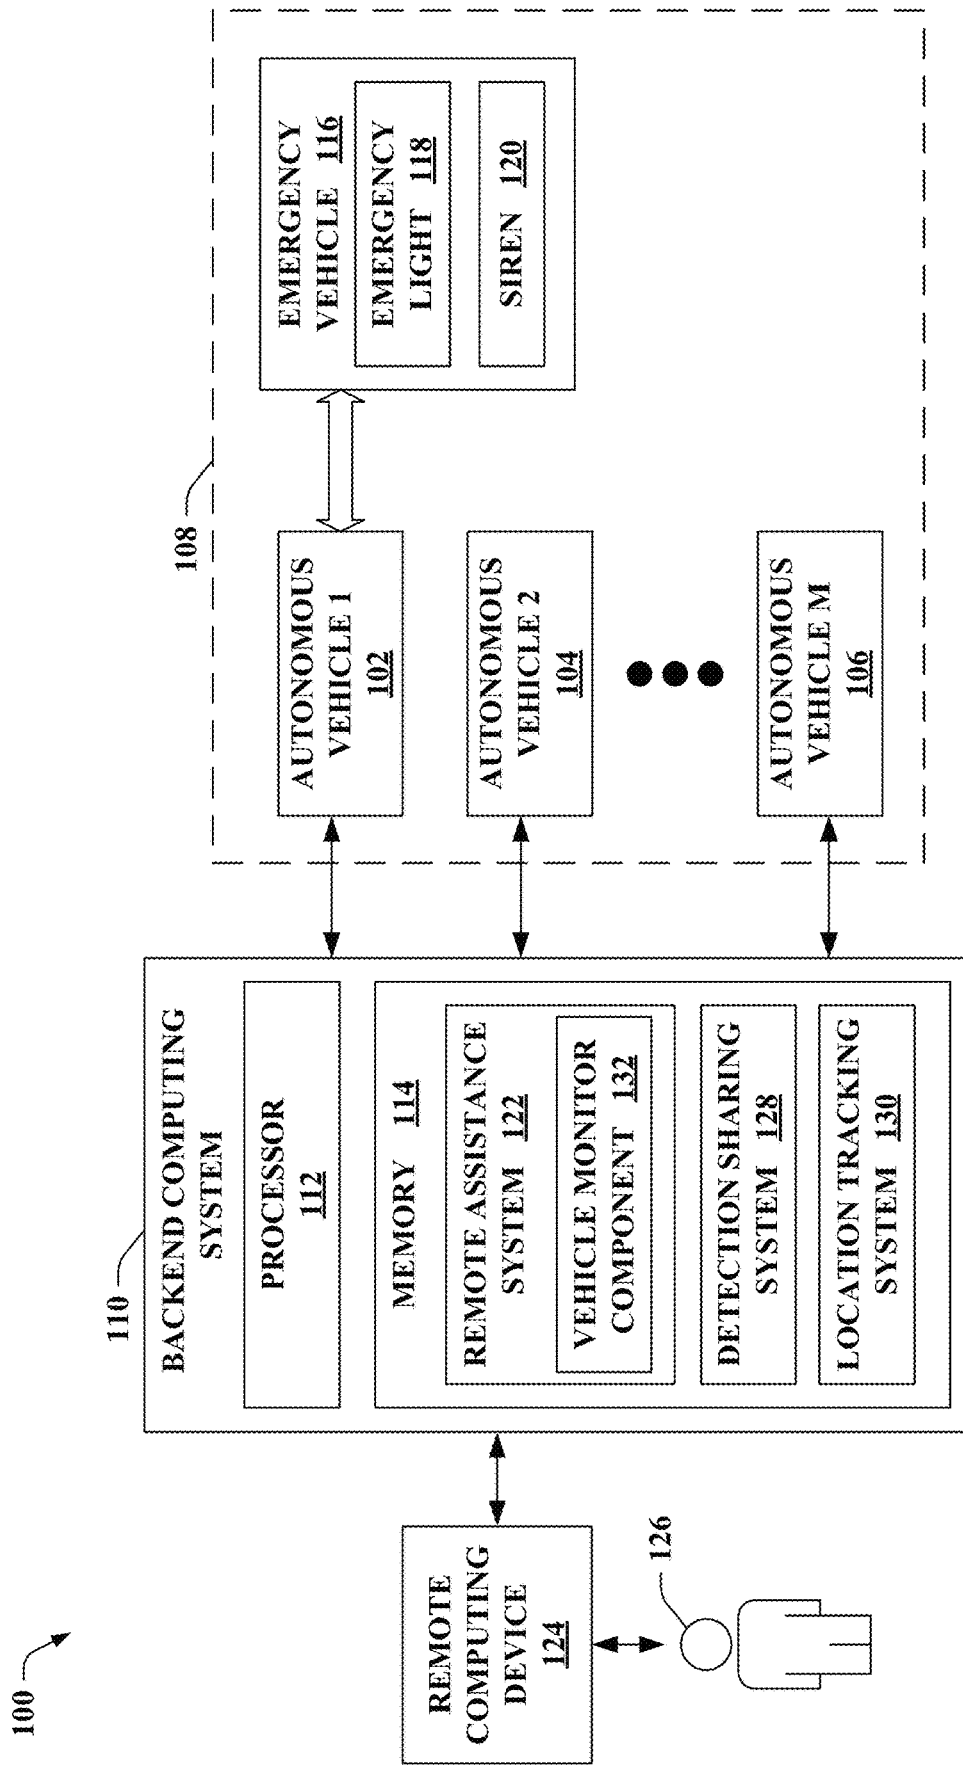 100
REMOTE
COMPUTING
DEVICE
124
126
110
BACKEND COMPUTING
SYSTEM
PROCESSOR
112
MEMORY 114
REMOTE ASSISTANCE
SYSTEM 122
VEHICLE MONITOR
COMPONENT 132
DETECTION SHARING
SYSTEM 128
LOCATION TRACKING
SYSTEM 130
108
AUTONOMOUS
VEHICLE 1
102
AUTONOMOUS
VEHICLE 2
104
AUTONOMOUS
VEHICLE M
106
EMERGENCY
VEHICLE 116
EMERGENCY
LIGHT 118
SIREN 120